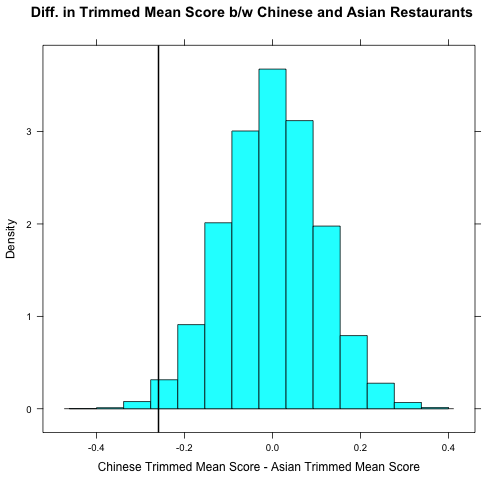 Diff. in Trimmed Mean Score b/w Chinese and Asian Restaurants
Density
3
2
1
0
-0.4 -0.2 0.0 0.2 0.4
Chinese Trimmed Mean Score - Asian Trimmed Mean Score